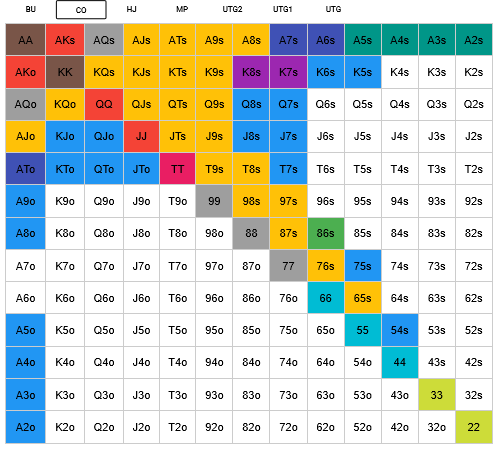 BU CO HJ MP UTG2 UTG1 UTG
AA AKs AQs AJs ATs A9s A8s A7s A6s A5s A4s A3s A2s
AKo KK KQs KJs KTs K9s K8s K7s K6s K5s K4s K3s K2s
AQo KQo QQ QJs QTs Q9s Q8s Q7s Q6s Q5s Q4s Q3s Q2s
AJo KJo QJo JJ JTs J9s J8s J7s J6s J5s J4s J3s J2s
ATo KTo QTo JTo TT T9s T8s T7s T6s T5s T4s T3s T2s
A9o K9o Q9o J9o T9o 99 98s 97s 96s 95s 94s 93s 92s
A8o K8o Q8o J8o T8o 98o 88 87s 86s 85s 84s 83s 82s
A7o K7o Q7o J7o T7o 97o 87o 77 76s 75s 74s 73s 72s
A6o K6o Q6o J6o T6o 96o 86o 76o 66 65s 64s 63s 62s
A5o K5o Q5o J5o T5o 95o 85o 75o 65o 55 54s 53s 52s
A4o K4o Q4o J4o T4o 94o 84o 74o 64o 54o 44 43s 42s
A3o K3o Q3o J3o T3o 93o 83o 73o 63o 53o 43o 33 32s
A2o K2o Q2o J2o T2o 92o 82o 72o 62o 52o 42o 32o 22